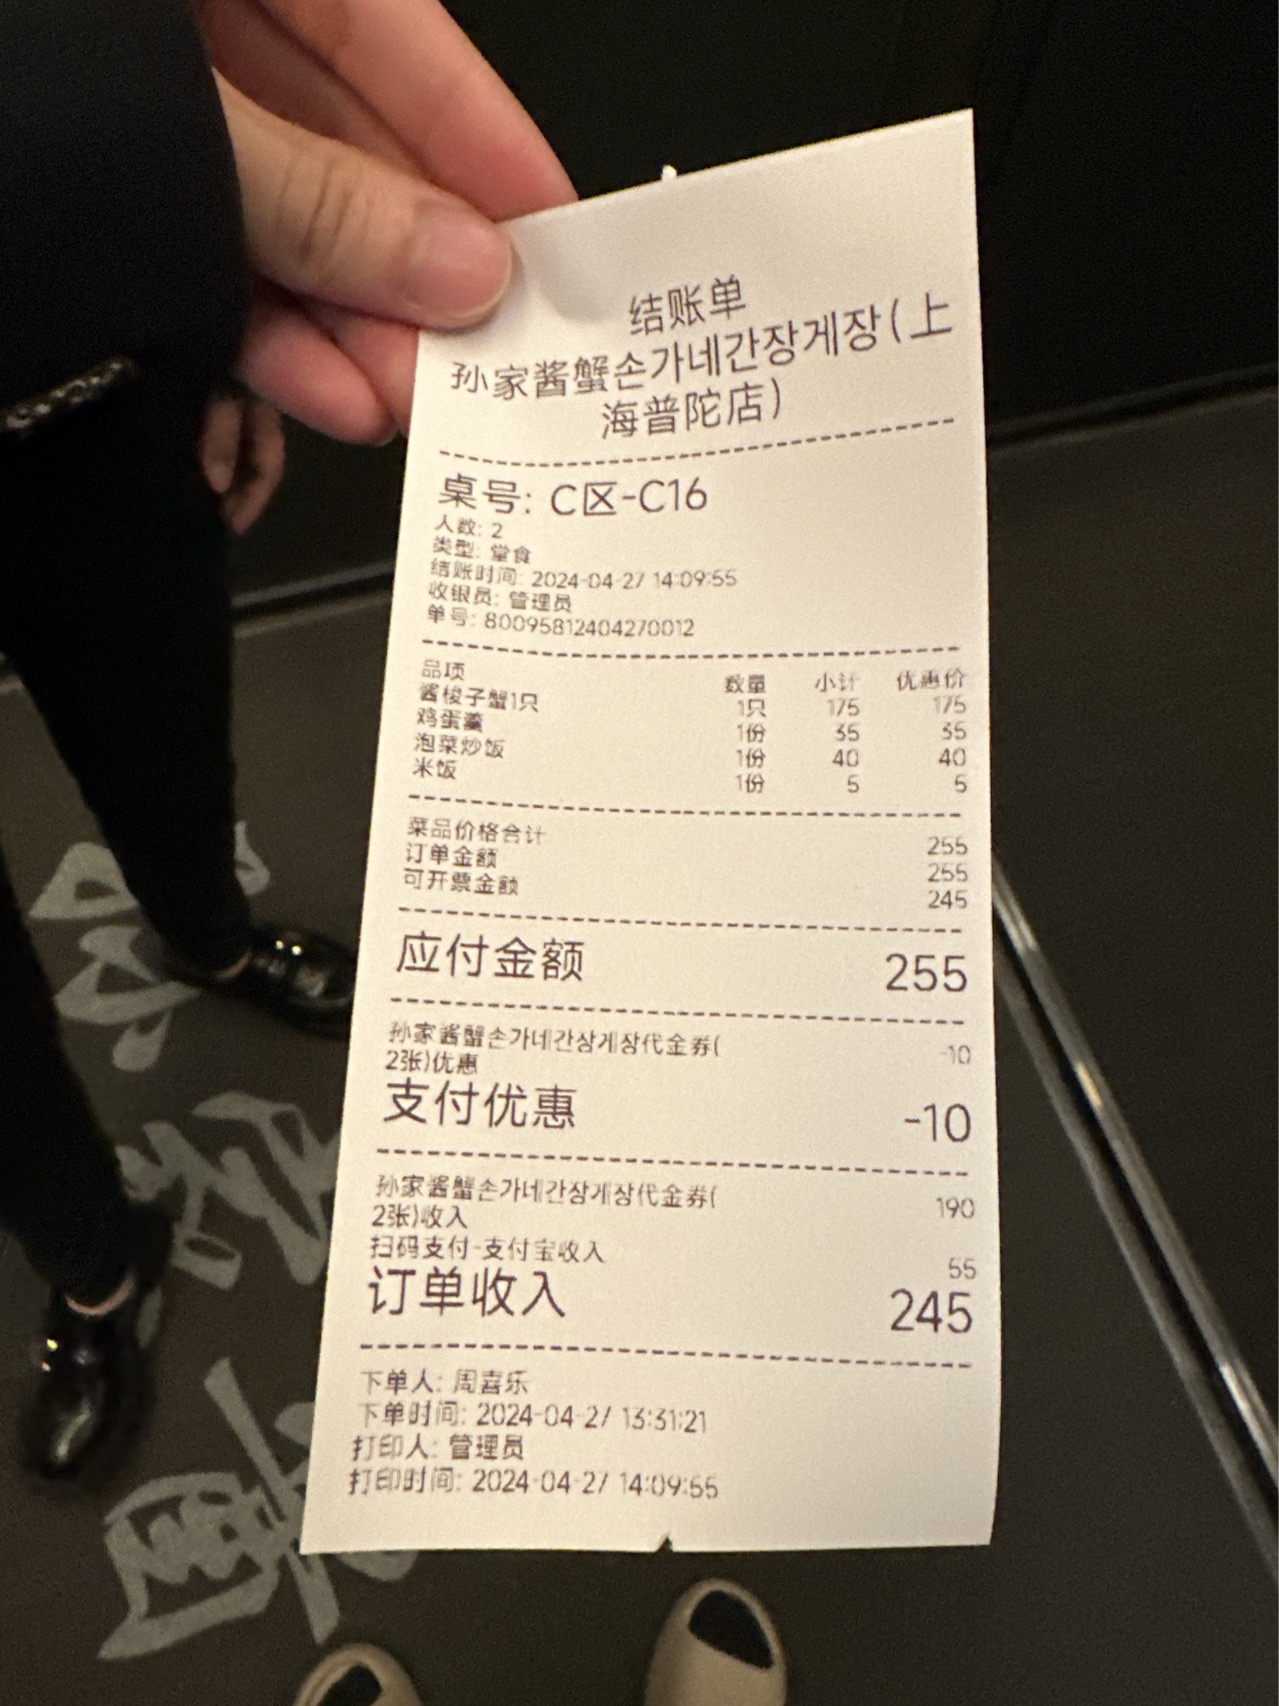 结账单
孙家酱蟹손가네간장게장(上
海普陀店)
桌号: C区-C16
人数: 2
类型: 堂食
结账时间: 2024-04-27 14:09:55
收银员: 管理员
单号: 80095812404270012
品项 数量 小计 优惠价
酱梭子蟹1只 1只 175 175
鸡蛋羹 1份 35 35
泡菜炒饭 1份 40 40
米饭 1份 5 5
菜品价格合计 255
订单金额 255
可开票金额 245
应付金额 255
孙家酱蟹손가네간장게장代金券( -10
2张)优惠
支付优惠 -10
孙家酱蟹손가네간장게장代金券( 190
2张)收入
扫码支付-支付宝收入 55
订单收入 245
下单人: 周喜乐
下单时间: 2024-04-27 13:31:21
打印人: 管理员
打印时间: 2024-04-27 14:09:55